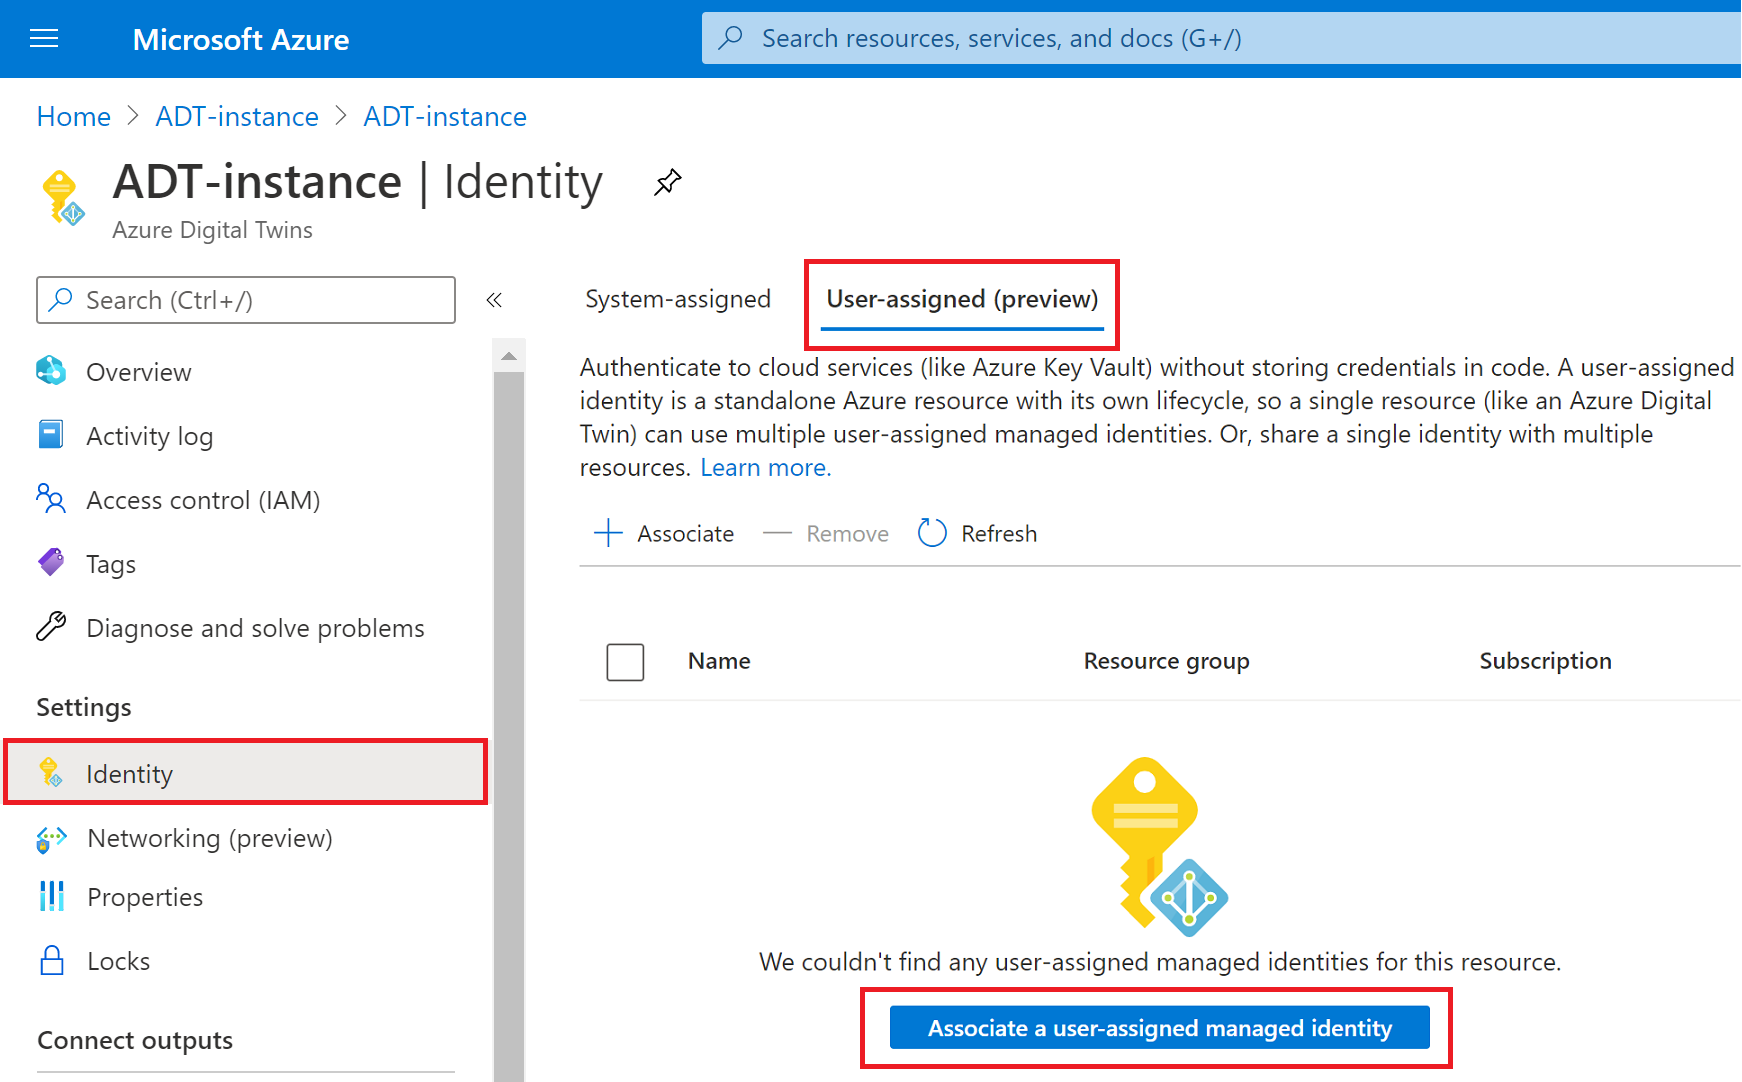 Microsoft Azure
Search resources, services, and docs (G+/)
Home > ADT-instance > ADT-instance
ADT-instance | Identity
Azure Digital Twins
Search (Ctrl+/)
«
Overview
Activity log
Access control (IAM)
Tags
Diagnose and solve problems
Settings
Identity
Networking (preview)
Properties
Locks
Connect outputs
System-assigned
User-assigned (preview)
Authenticate to cloud services (like Azure Key Vault) without storing credentials in code. A user-assigned
identity is a standalone Azure resource with its own lifecycle, so a single resource (like an Azure Digital
Twin) can use multiple user-assigned managed identities. Or, share a single identity with multiple
resources. Learn more.
Associate Remove Refresh
Name Resource group Subscription
We couldn't find any user-assigned managed identities for this resource.
Associate a user-assigned managed identity